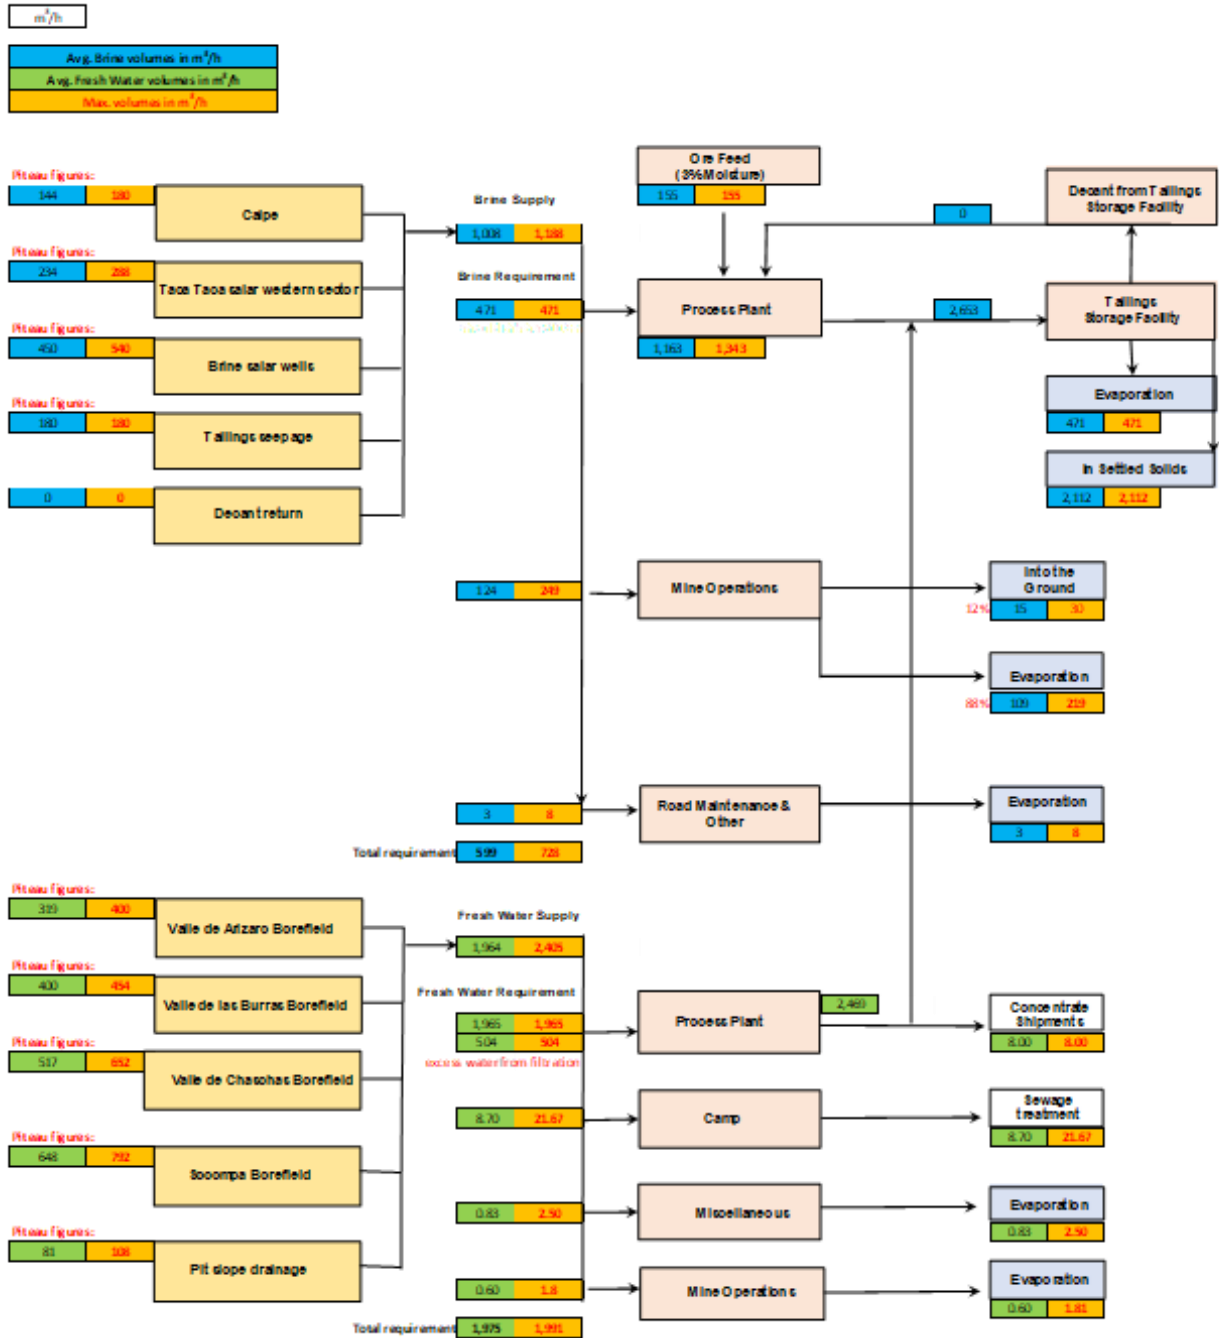 m³/h
Avg. Brine volumes in m³/h
Avg. Fresh Water volumes in m³/h
Max. volumes in m³/h
Piteau figures:
144 180
Caipe
Piteau figures:
234 288
Taca Taca salar western sector
Piteau figures:
450 540
Brine salar wells
Piteau figures:
180 180
Tailings seepage
0 0
Decant return
Brine Supply
1,008 1,188
Brine Requirement
471 471
Ore Feed
(3% Moisture)
155 155
Process Plant
1,163 1,343
0
Decant from Tailings
Storage Facility
2,653
Tailings
Storage Facility
Evaporation
471 471
In Settled Solids
2,112 2,112
124 249
Mine Operations
Into the
Ground
12% 15 30
Evaporation
88% 109 219
3 8
Road Maintenance &
Other
Evaporation
3 8
Total requirement 599 728
Piteau figures:
319 400
Valle de Arizaro Borefield
Piteau figures:
400 454
Valle de las Burras Borefield
Piteau figures:
517 652
Valle de Chaschas Borefield
Piteau figures:
648 792
Socompa Borefield
Piteau figures:
81 108
Pit slope drainage
Fresh Water Supply
1,964 2,405
Fresh Water Requirement
1,965 1,965
504 504
excess water from filtration
Process Plant
2,469
Concentrate
Shipments
8.00 8.00
8.70 21.67
Camp
Sewage
treatment
8.70 21.67
0.83 2.50
Miscellaneous
Evaporation
0.83 2.50
0.60 1.8
Mine Operations
Evaporation
0.60 1.81
Total requirement 1,975 1,991